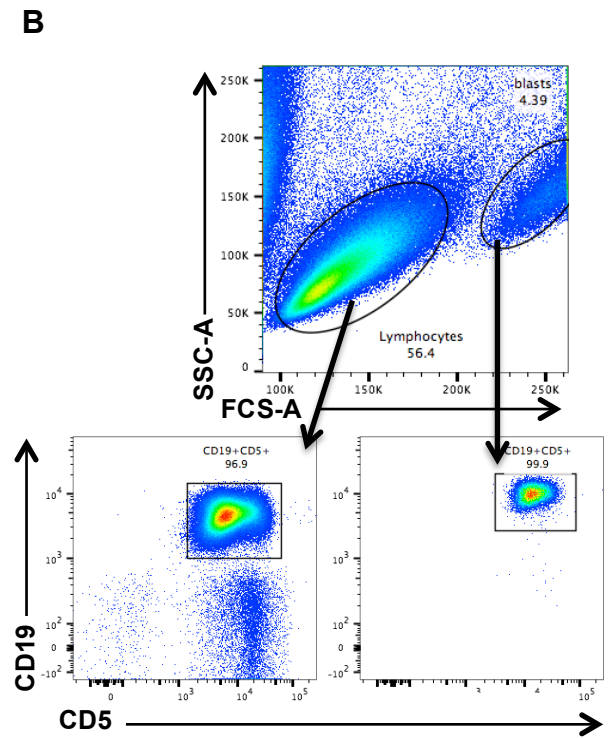 B
250K
200K
150K
100K
50K
0
blasts
4.39
Lymphocytes
56.4
100K 150K 200K 250K
SSC-A
FCS-A
CD19+CD5+
96.9
10⁴
10³
10²
0
-10²
0 10³ 10⁴ 10⁵
CD19+CD5+
99.9
10⁴
10³
10²
0
-10²
3 4 10⁵
CD19
CD5